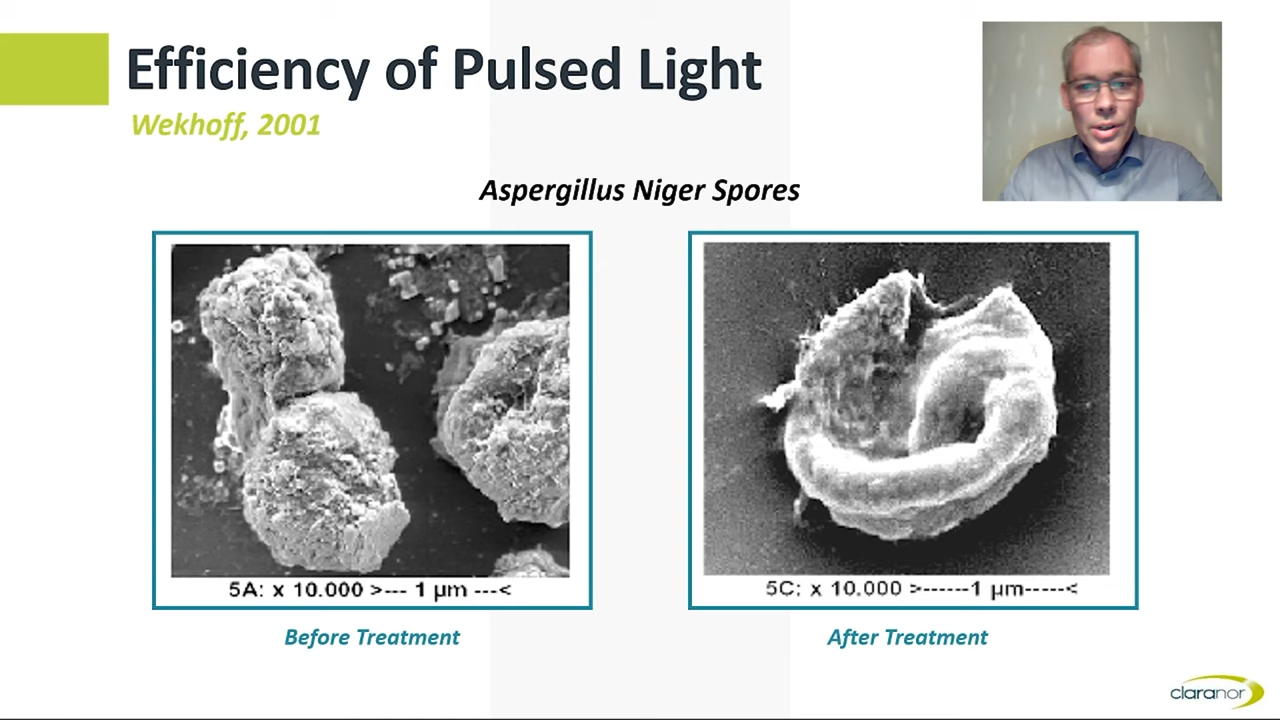 Efficiency of Pulsed Light
Wekhoff, 2001
Aspergillus Niger Spores
5A: x 10.000 >--- 1 µm ---<
5C: x 10.000 >------1 µm-----<
Before Treatment
After Treatment
claranor